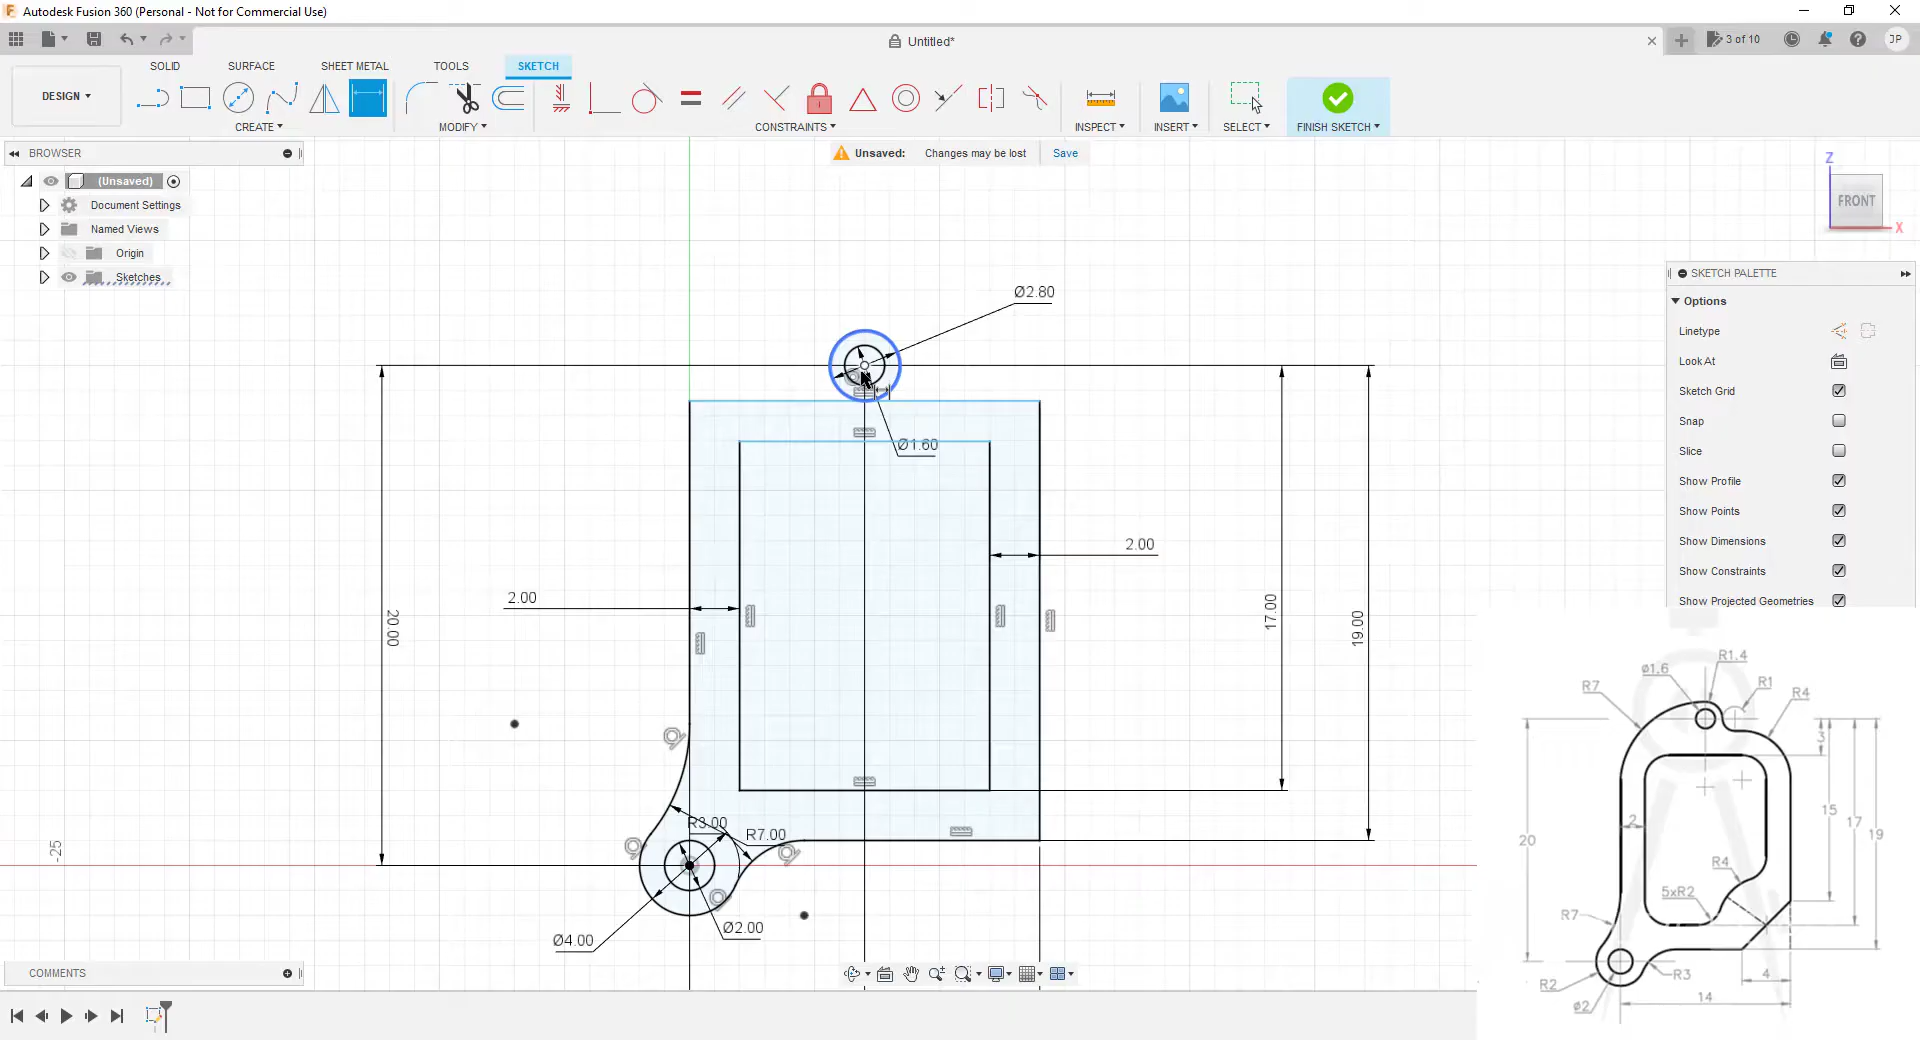 Autodesk Fusion 360 (Personal - Not for Commercial Use)
Untitled*
3 of 10
JP
DESIGN
SOLID
SURFACE
SHEET METAL
TOOLS
SKETCH
CREATE
MODIFY
CONSTRAINTS
INSPECT
INSERT
SELECT
FINISH SKETCH
BROWSER
Unsaved: Changes may be lost Save
(Unsaved)
Document Settings
Named Views
Origin
Sketches
Z
FRONT
X
SKETCH PALETTE
Options
Linetype
Look At
Sketch Grid
Snap
Slice
Show Profile
Show Points
Show Dimensions
Show Constraints
Show Projected Geometries
Ø2.80
Ø1.60
2.00
2.00
20.00
17.00
19.00
R3.00
R7.00
-25
Ø2.00
Ø4.00
R1.4
ø1.6
R7
R1
R4
3
2
15
17
19
20
R4
5xR2
R7
R3
R2
4
ø2
14
COMMENTS